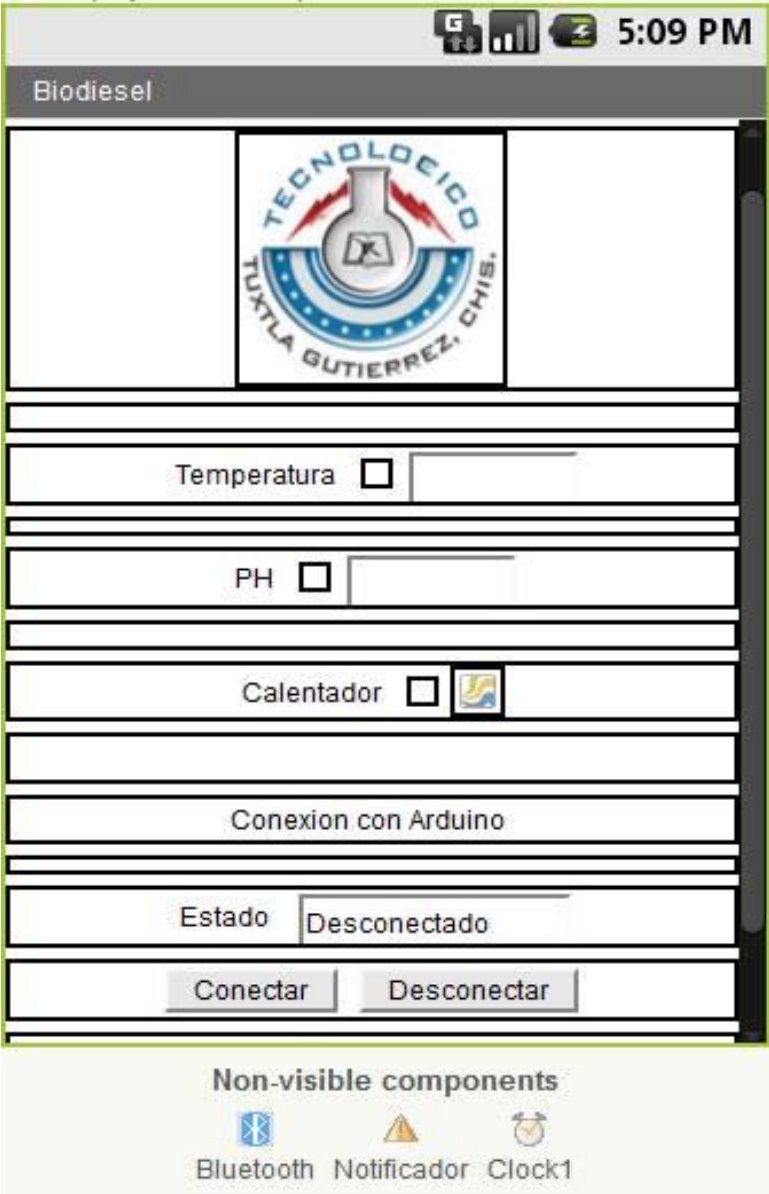 G
5:09 PM
Biodiesel
TECNOLOEICO
TUXTLA GUTIERREZ, CHIS.
Temperatura
PH
Calentador
Conexion con Arduino
Estado Desconectado
Conectar Desconectar
Non-visible components
Bluetooth Notificador Clock1